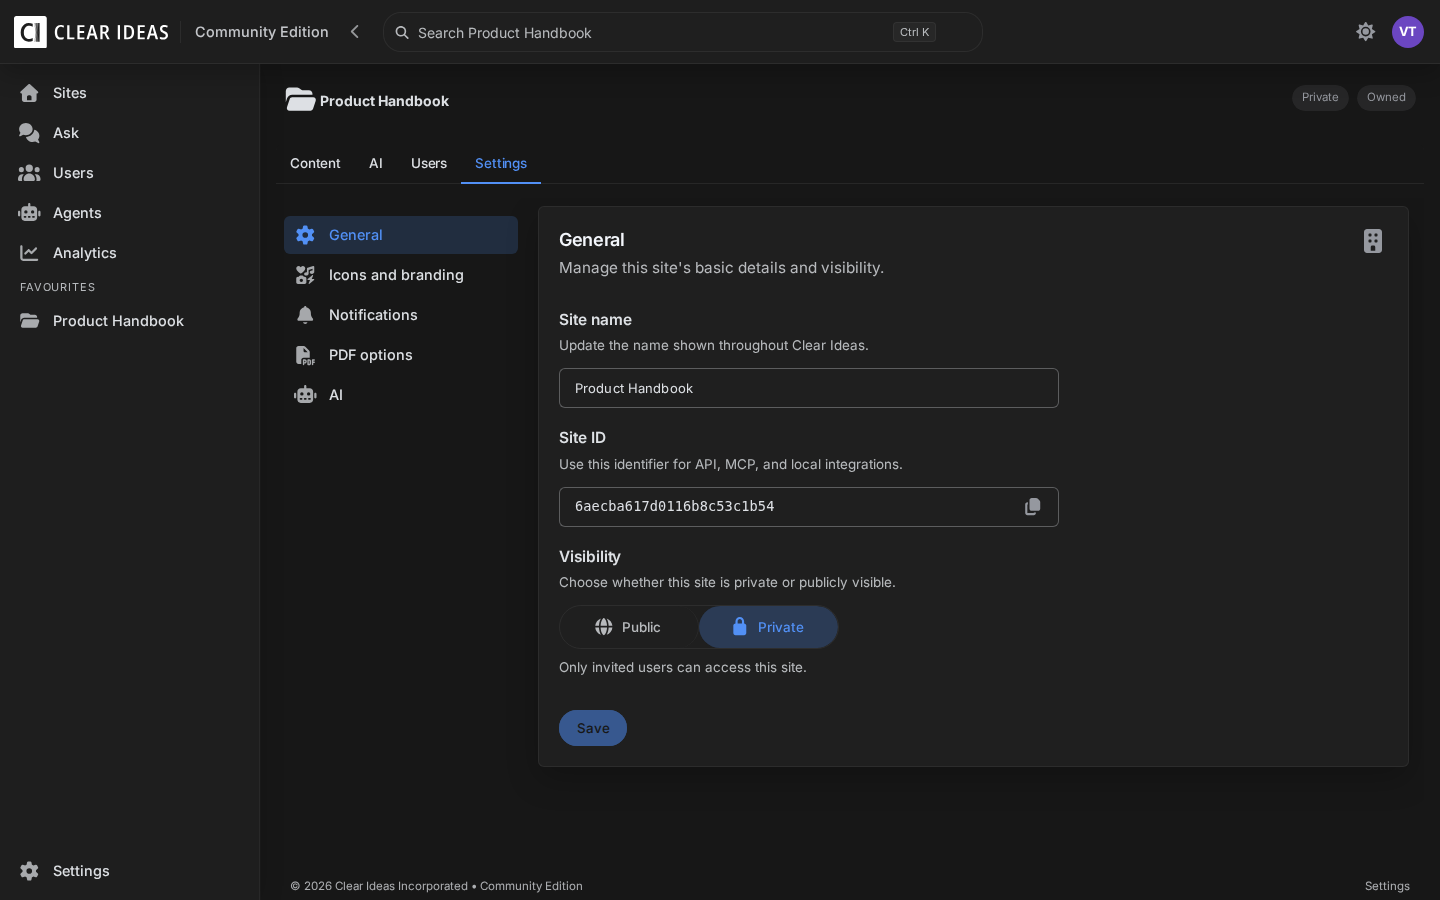 CI CLEAR IDEAS
Community Edition
Search Product Handbook
Ctrl K
VT
Sites
Ask
Users
Agents
Analytics
FAVOURITES
Product Handbook
Settings
Product Handbook
Private
Owned
Content
AI
Users
Settings
General
Icons and branding
Notifications
PDF options
AI
General
Manage this site's basic details and visibility.
Site name
Update the name shown throughout Clear Ideas.
Product Handbook
Site ID
Use this identifier for API, MCP, and local integrations.
6aecba617d0116b8c53c1b54
Visibility
Choose whether this site is private or publicly visible.
Public
Private
Only invited users can access this site.
Save
© 2026 Clear Ideas Incorporated • Community Edition
Settings